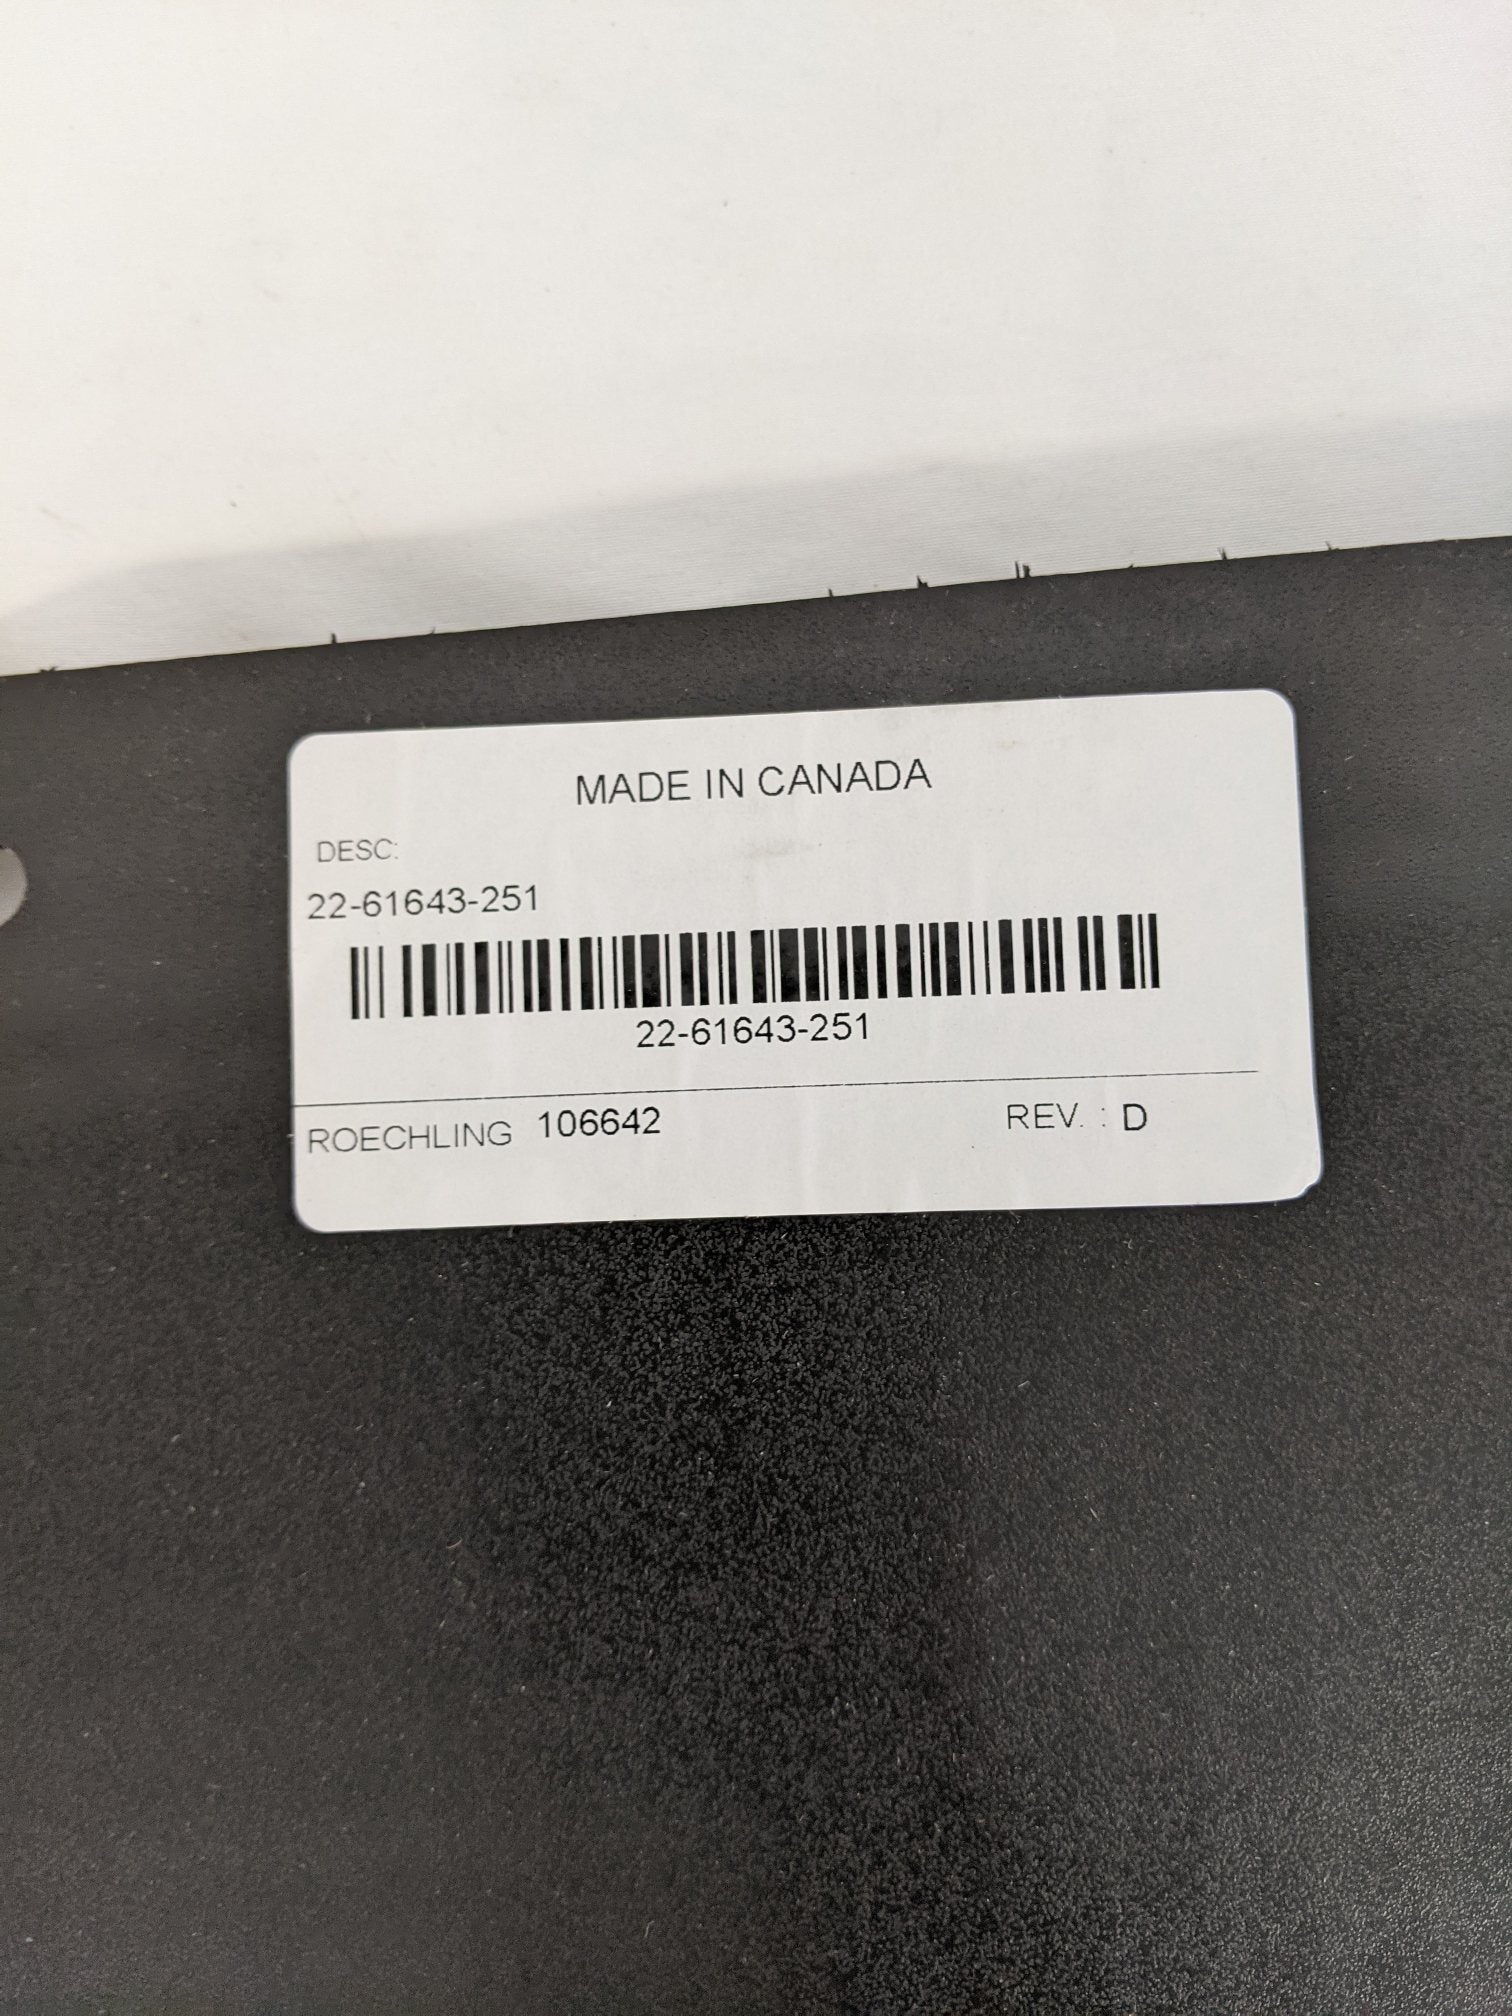 MADE IN CANADA
DESC:
22-61643-251
22-61643-251
ROECHLING 106642 REV. : D